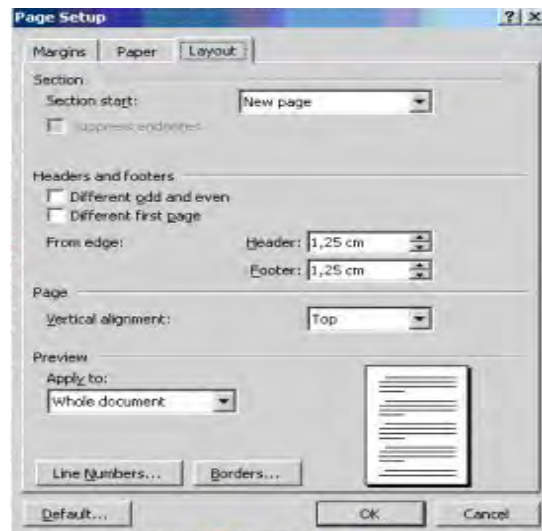 Page Setup
Margins Paper Layout
Section
Section start: New page
Suppress endnotes
Headers and footers
Different odd and even
Different first page
From edge: Header: 1,25 cm
Footer: 1,25 cm
Page
Vertical alignment: Top
Preview
Apply to:
Whole document
Line Numbers... Borders...
Default... OK Cancel